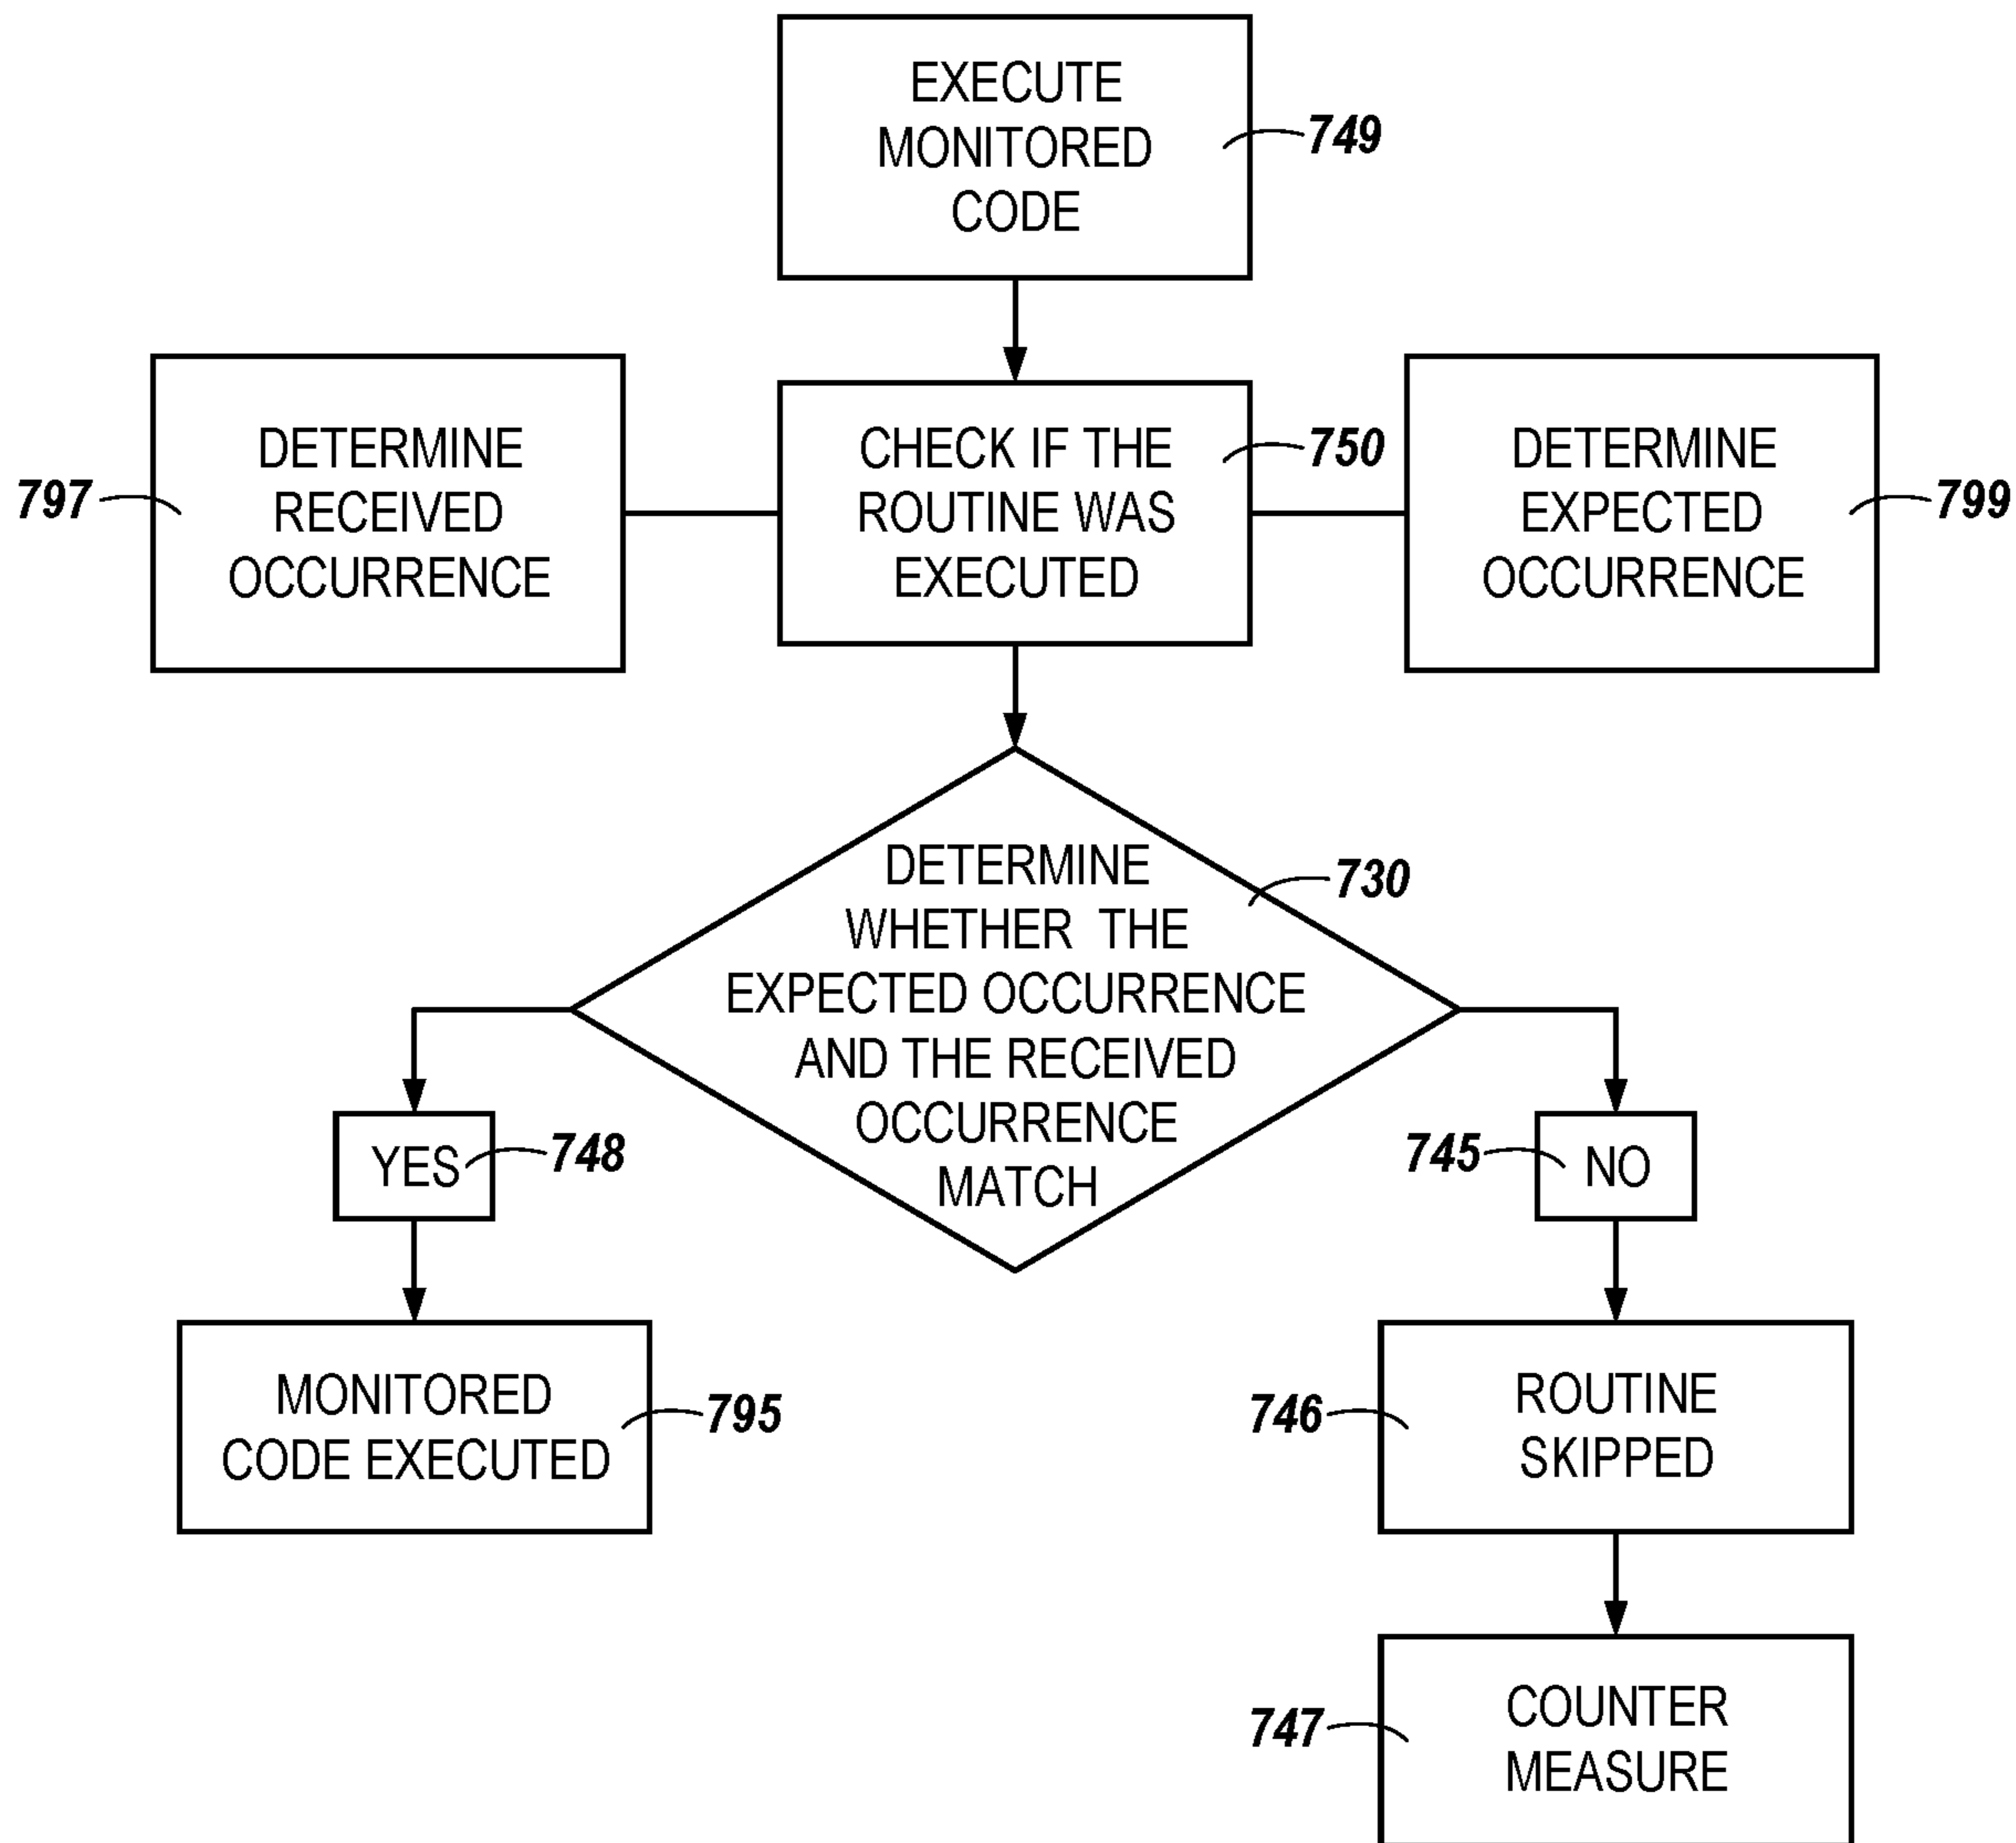 EXECUTE
MONITORED
CODE
749
797
DETERMINE
RECEIVED
OCCURRENCE
CHECK IF THE
ROUTINE WAS
EXECUTED
750
DETERMINE
EXPECTED
OCCURRENCE
799
DETERMINE
WHETHER THE
EXPECTED OCCURRENCE
AND THE RECEIVED
OCCURRENCE
MATCH
730
YES
748
745
NO
MONITORED
CODE EXECUTED
795
746
ROUTINE
SKIPPED
747
COUNTER
MEASURE